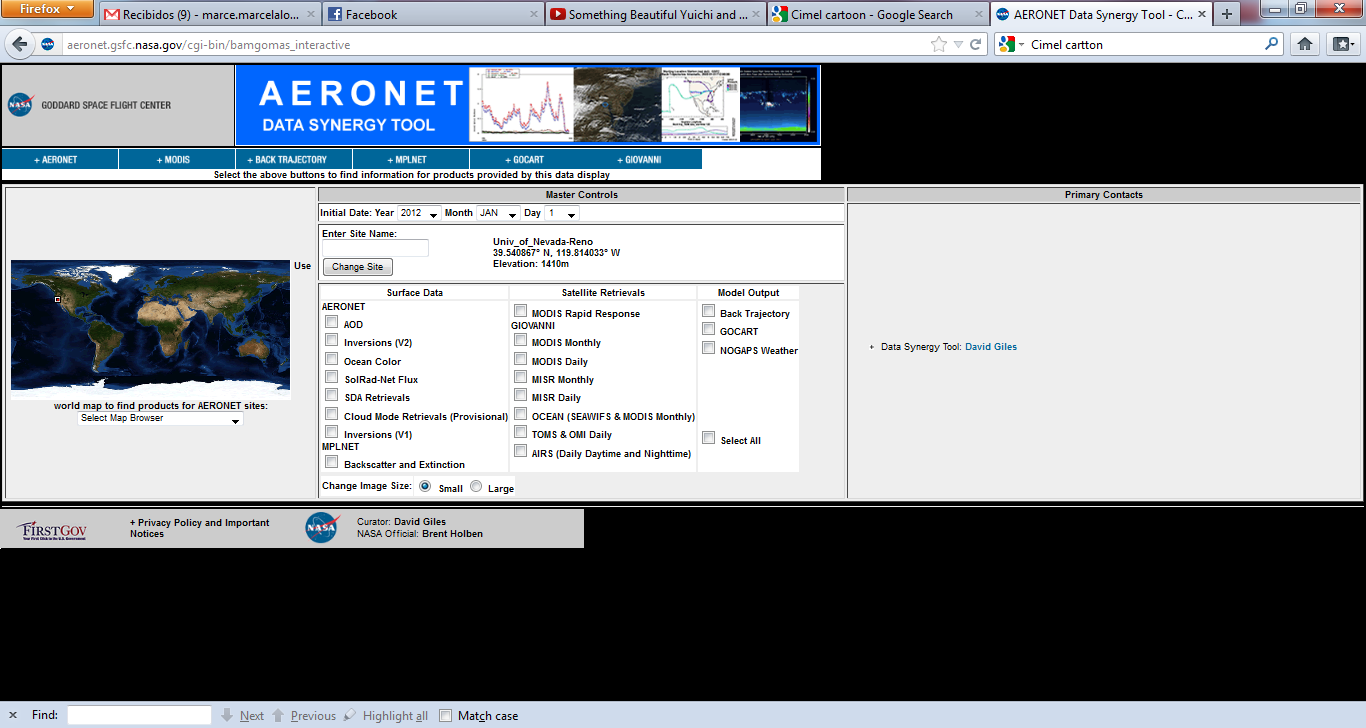 Firefox
Recibidos (9) - marce.marcelalo...
Facebook
Something Beautiful Yuichi and ...
Cimel cartoon - Google Search
AERONET Data Synergy Tool - C...
aeronet.gsfc.nasa.gov/cgi-bin/bamgomas_interactive
Cimel cartton
NASA
GODDARD SPACE FLIGHT CENTER
AERONET
DATA SYNERGY TOOL
+ AERONET
+ MODIS
+ BACK TRAJECTORY
+ MPLNET
+ GOCART
+ GIOVANNI
Select the above buttons to find information for products provided by this data display
Use
world map to find products for AERONET sites:
Select Map Browser
Master Controls
Initial Date: Year 2012 Month JAN Day 1
Enter Site Name:
Change Site
Univ_of_Nevada-Reno
39.540867° N, 119.814033° W
Elevation: 1410m
Surface Data
AERONET
AOD
Inversions (V2)
Ocean Color
SolRad-Net Flux
SDA Retrievals
Cloud Mode Retrievals (Provisional)
Inversions (V1)
MPLNET
Backscatter and Extinction
Satellite Retrievals
MODIS Rapid Response
GIOVANNI
MODIS Monthly
MODIS Daily
MISR Monthly
MISR Daily
OCEAN (SEAWIFS & MODIS Monthly)
TOMS & OMI Daily
AIRS (Daily Daytime and Nighttime)
Model Output
Back Trajectory
GOCART
NOGAPS Weather
Select All
Change Image Size: Small Large
Primary Contacts
+ Data Synergy Tool: David Giles
FIRSTGOV
Your First Click to the U.S. Government
+ Privacy Policy and Important
Notices
NASA
Curator: David Giles
NASA Official: Brent Holben
× Find: Next Previous Highlight all Match case